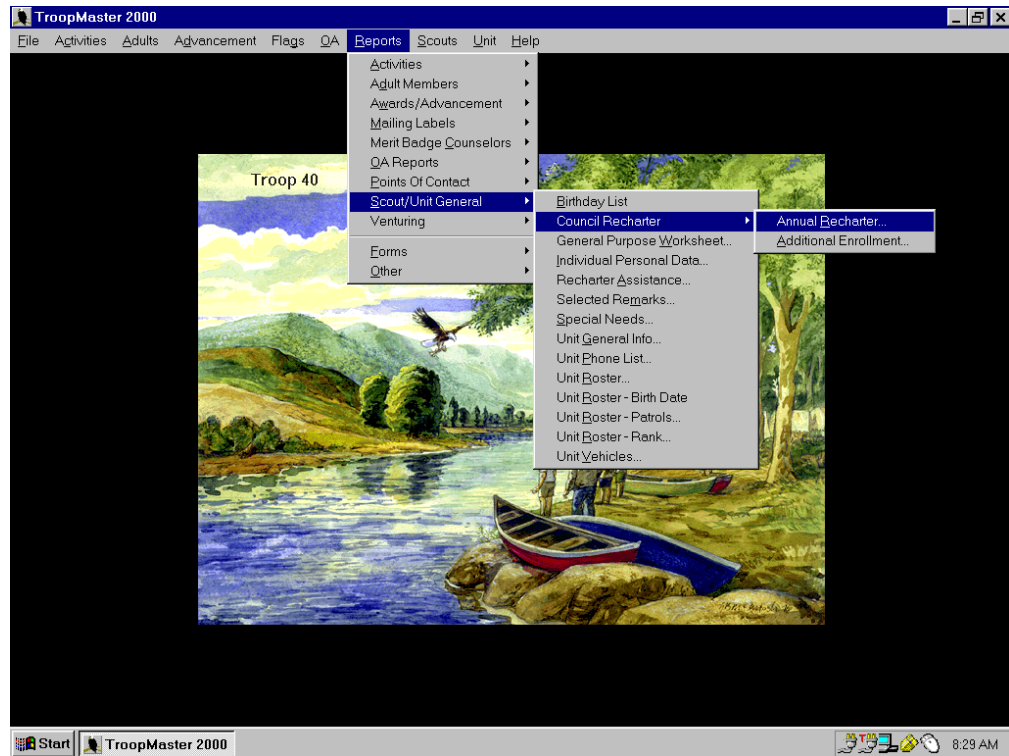 TroopMaster 2000
File Activities Adults Advancement Flags OA Reports Scouts Unit Help
Activities
Adult Members
Awards/Advancement
Mailing Labels
Merit Badge Counselors
OA Reports
Points Of Contact
Scout/Unit General
Venturing
Forms
Other
Troop 40
Birthday List
Council Recharter
General Purpose Worksheet...
Individual Personal Data...
Recharter Assistance...
Selected Remarks...
Special Needs...
Unit General Info...
Unit Phone List...
Unit Roster...
Unit Roster - Birth Date
Unit Roster - Patrols...
Unit Roster - Rank...
Unit Vehicles...
Annual Recharter...
Additional Enrollment...
Start TroopMaster 2000 8:29 AM